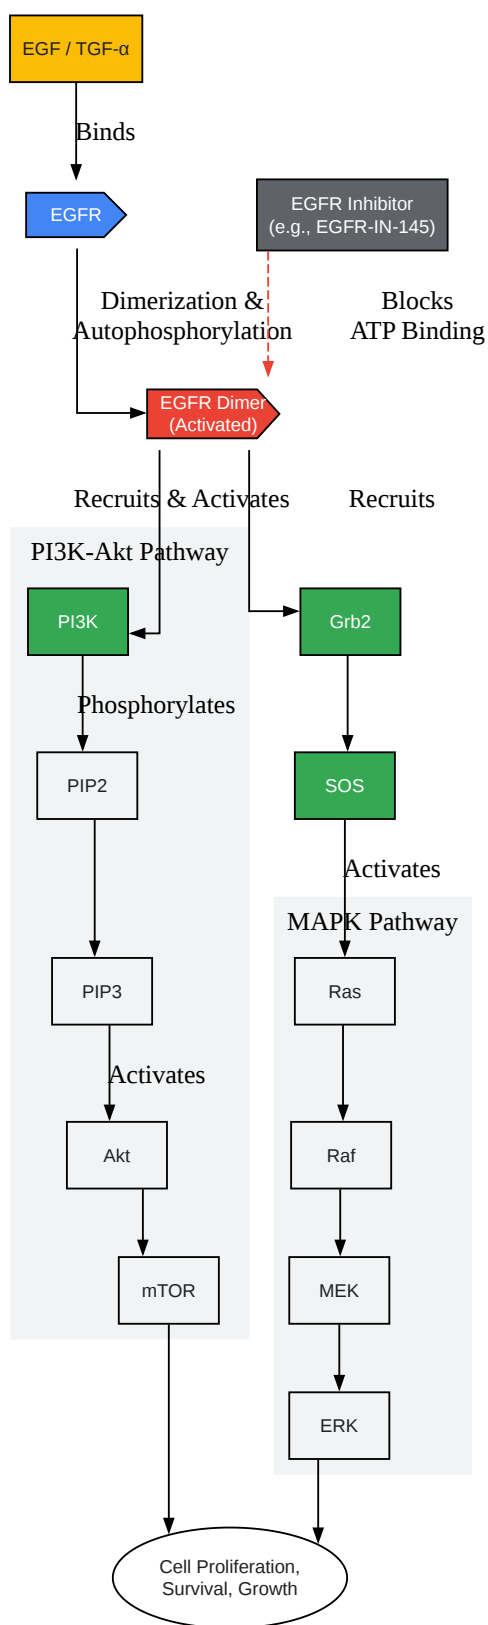 EGF / TGF-α
Binds
EGFR
EGFR Inhibitor
(e.g., EGFR-IN-145)
Dimerization &
Autophosphorylation
Blocks
ATP Binding
EGFR Dimer
(Activated)
Recruits & Activates
Recruits
PI3K-Akt Pathway
PI3K
Grb2
Phosphorylates
PIP2
SOS
Activates
MAPK Pathway
PIP3
Ras
Activates
Akt
Raf
mTOR
MEK
ERK
Cell Proliferation,
Survival, Growth